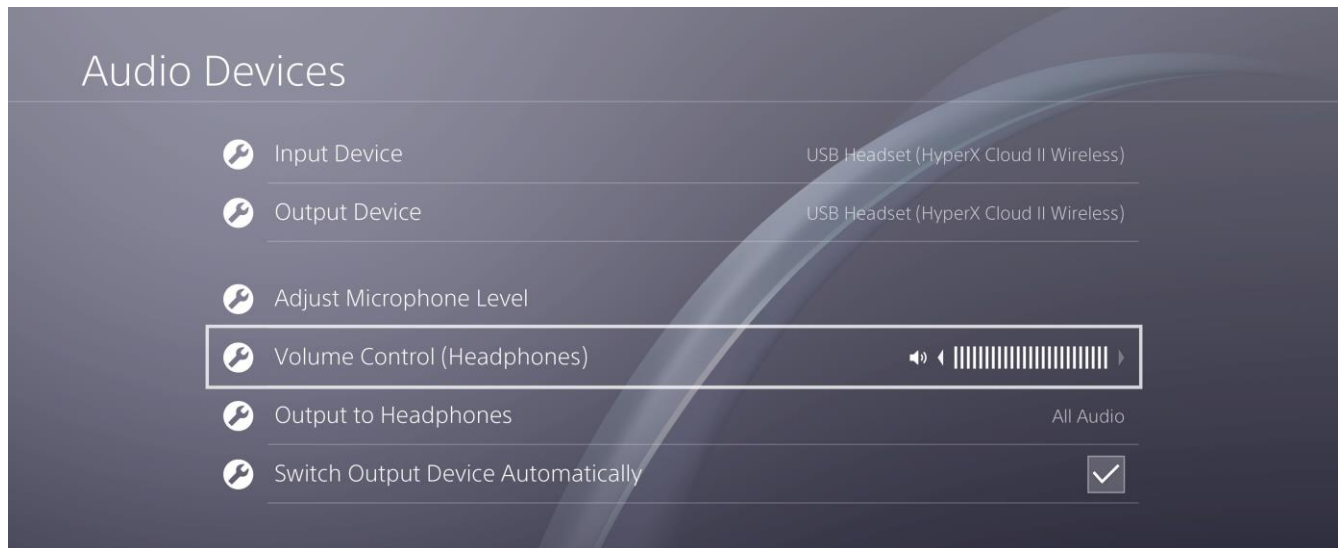 Audio Devices
Input Device USB Headset (HyperX Cloud II Wireless)
Output Device USB Headset (HyperX Cloud II Wireless)
Adjust Microphone Level
Volume Control (Headphones)
Output to Headphones All Audio
Switch Output Device Automatically